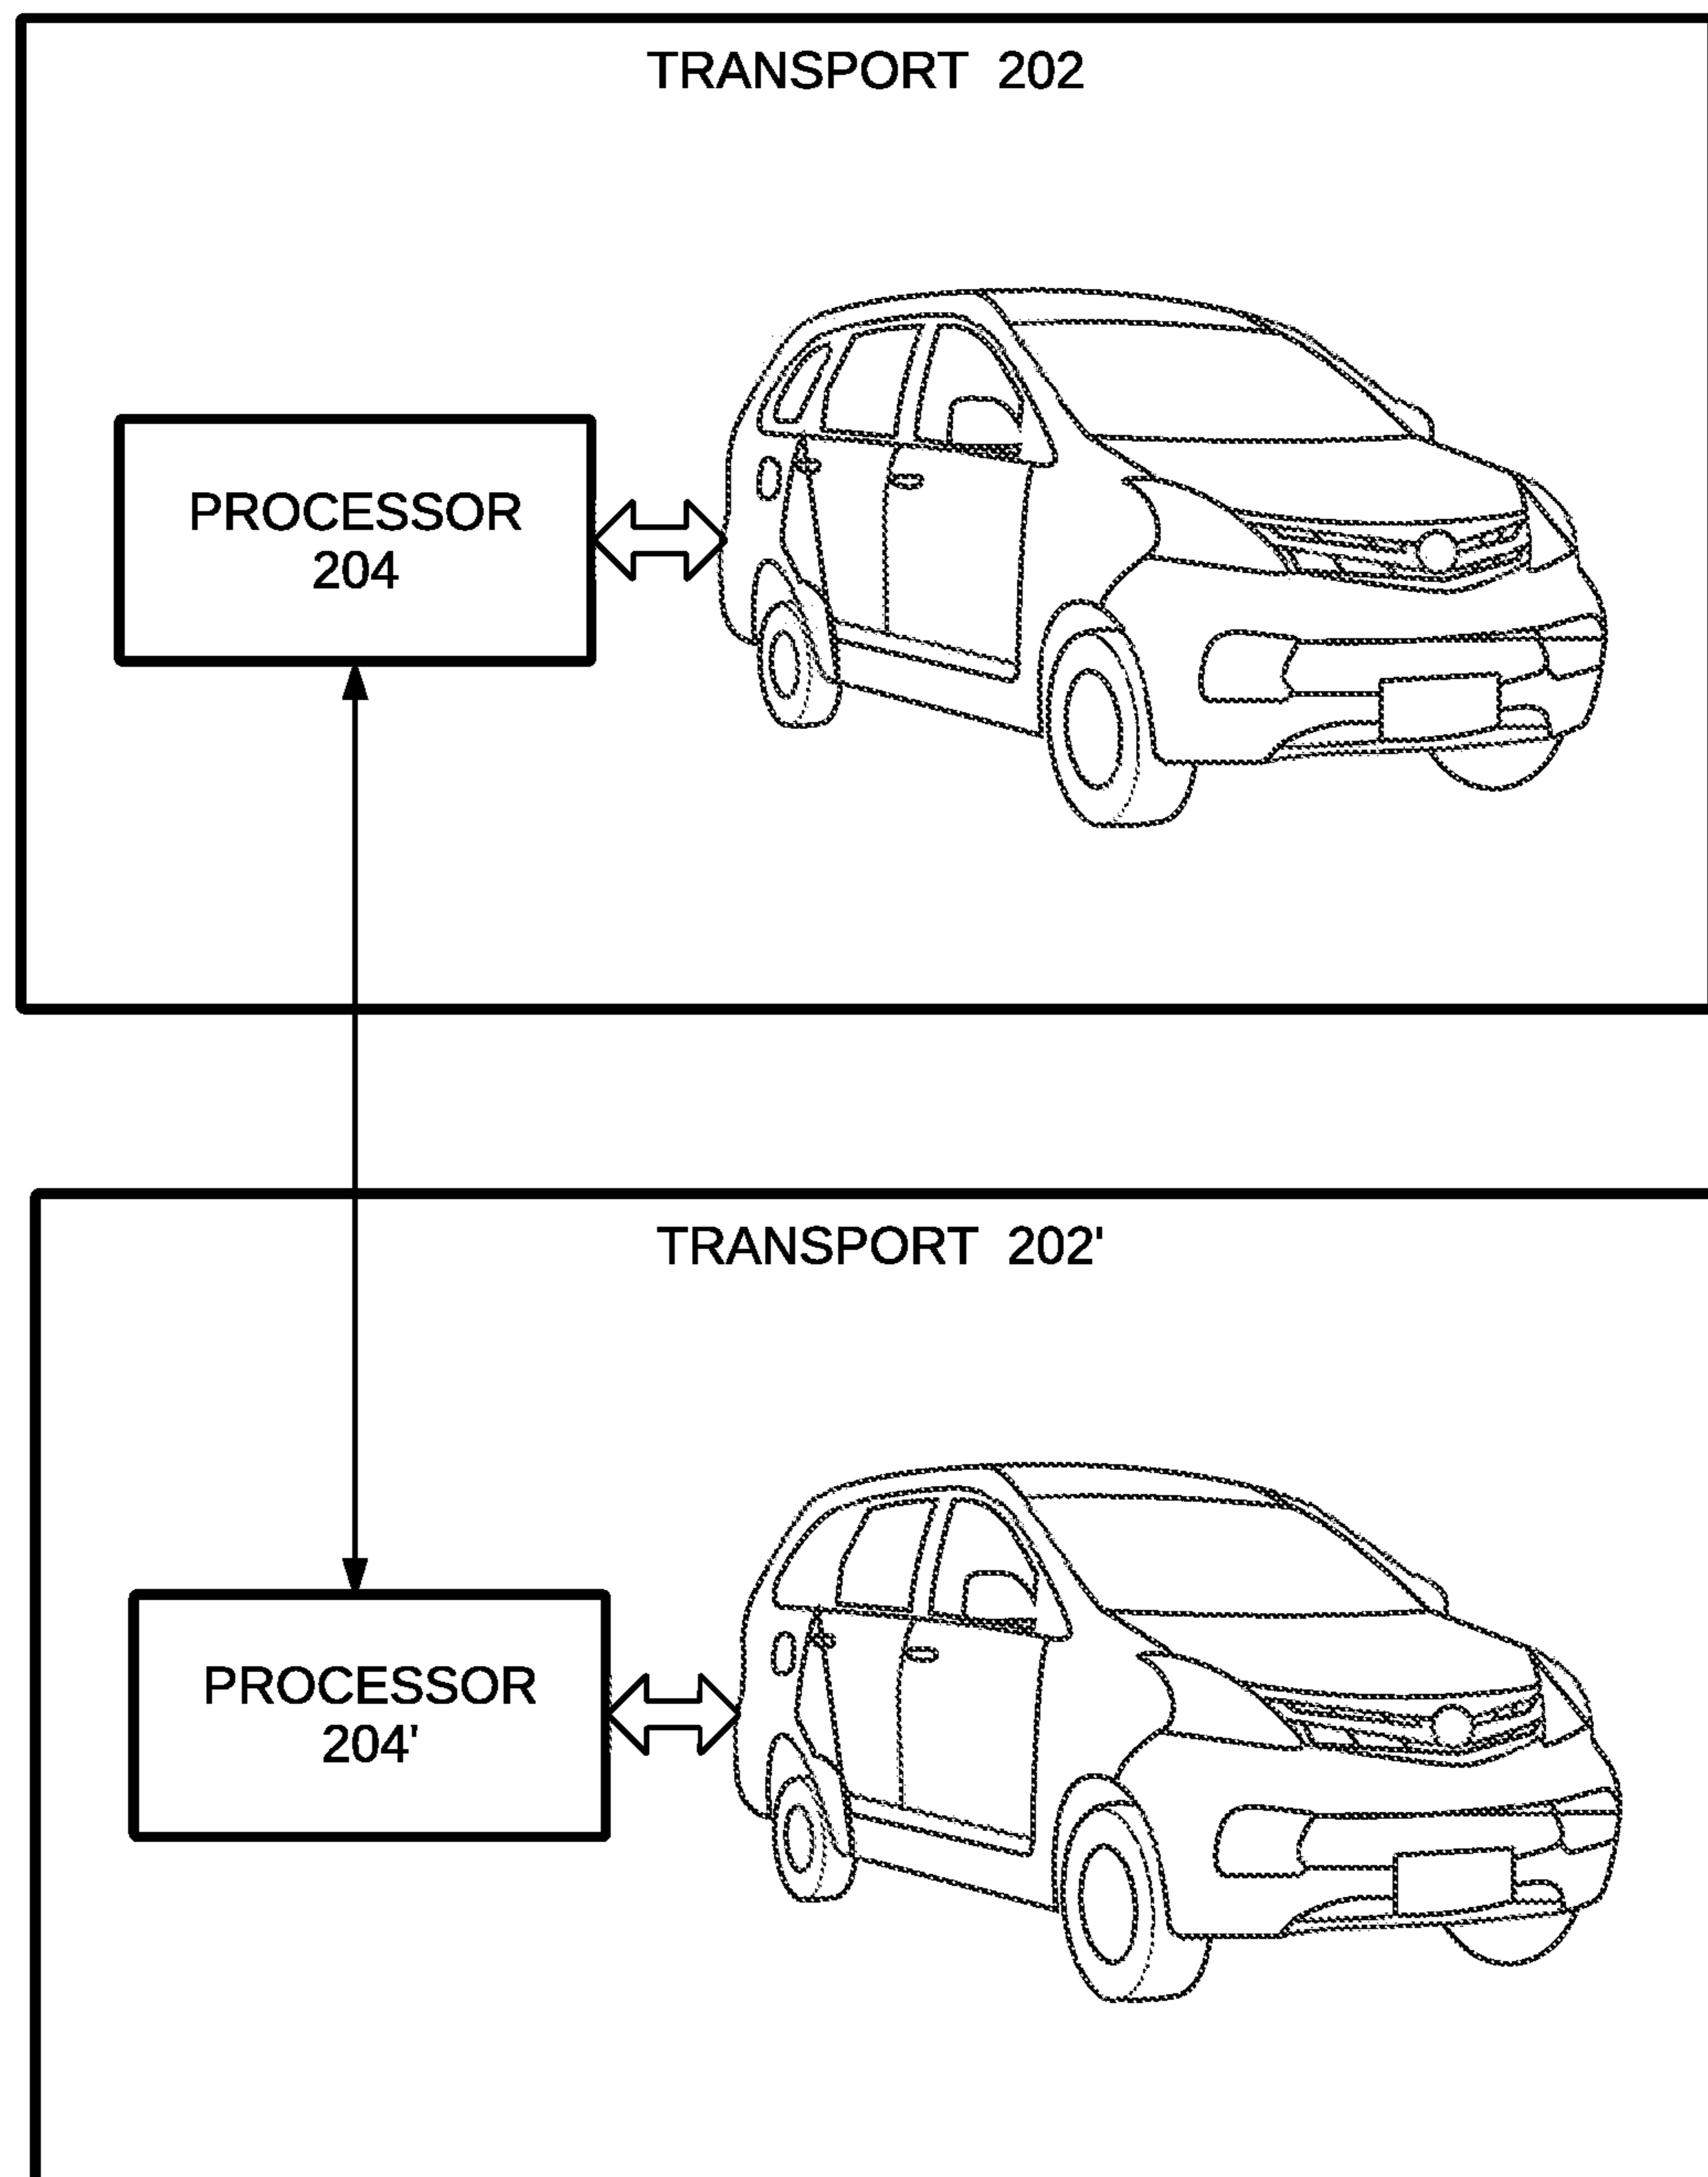 TRANSPORT 202
PROCESSOR
204
TRANSPORT 202'
PROCESSOR
204'